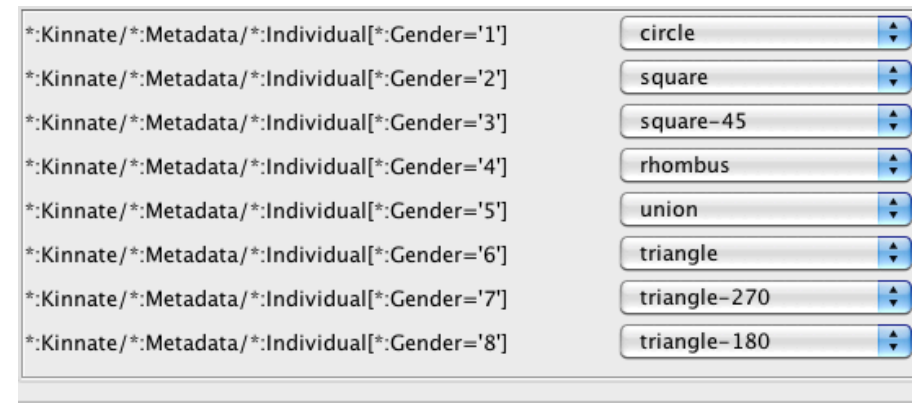 *:Kinnate/*:Metadata/*:Individual[*:Gender='1'] circle
*:Kinnate/*:Metadata/*:Individual[*:Gender='2'] square
*:Kinnate/*:Metadata/*:Individual[*:Gender='3'] square-45
*:Kinnate/*:Metadata/*:Individual[*:Gender='4'] rhombus
*:Kinnate/*:Metadata/*:Individual[*:Gender='5'] union
*:Kinnate/*:Metadata/*:Individual[*:Gender='6'] triangle
*:Kinnate/*:Metadata/*:Individual[*:Gender='7'] triangle-270
*:Kinnate/*:Metadata/*:Individual[*:Gender='8'] triangle-180